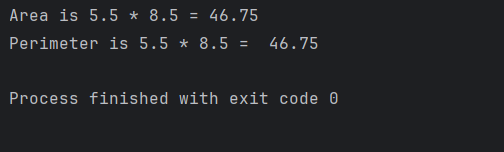 Area is 5.5 * 8.5 = 46.75
Perimeter is 5.5 * 8.5 =  46.75
Process finished with exit code 0